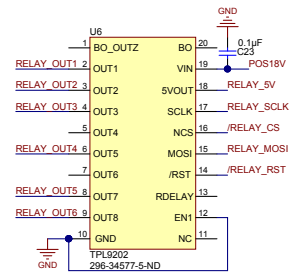 GND
U6
0.1µF
C23
1 BO_OUTZ BO 20
RELAY_OUT1 2 OUT1 VIN 19 POS18V
RELAY_OUT2 3 OUT2 5VOUT 18 RELAY_5V
RELAY_OUT3 4 OUT3 SCLK 17 RELAY_SCLK
5 OUT4 NCS 16 /RELAY_CS
RELAY_OUT4 6 OUT5 MOSI 15 RELAY_MOSI
7 OUT6 /RST 14 /RELAY_RST
RELAY_OUT5 8 OUT7 RDELAY 13
RELAY_OUT6 9 OUT8 EN1 12
10 GND NC 11
GND
TPL9202
296-34577-5-ND